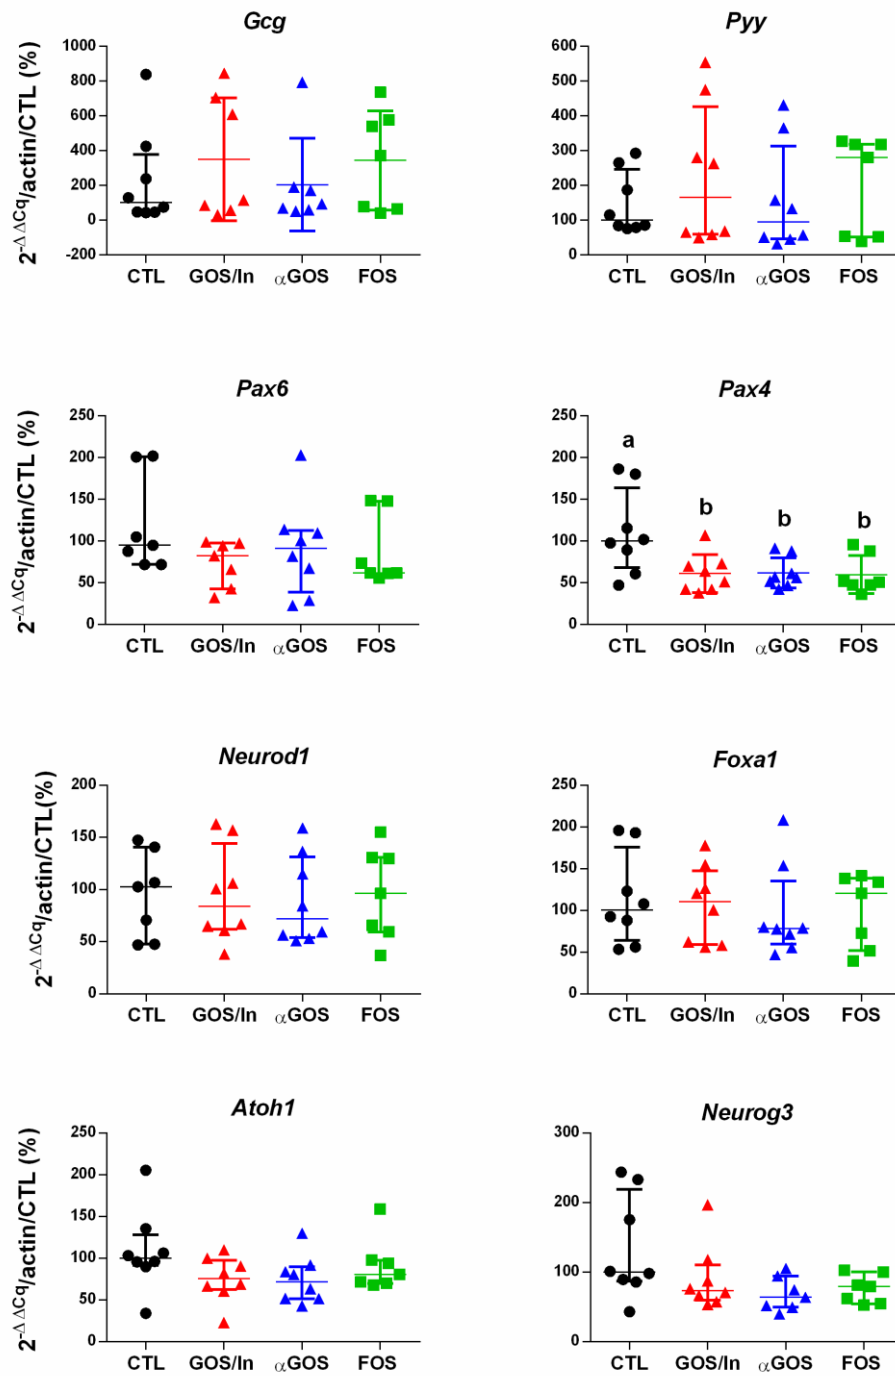 Gcg
2-ΔΔCq/actin/CTL (%)
1000
800
600
400
200
0
-200
CTL GOS/In αGOS FOS
Pyy
600
500
400
300
200
100
0
CTL GOS/In αGOS FOS
Pax6
2-ΔΔCq/actin/CTL (%)
250
200
150
100
50
0
CTL GOS/In αGOS FOS
Pax4
250
200
150
100
50
0
a
b
b
b
CTL GOS/In αGOS FOS
Neurod1
2-ΔΔCq/actin/CTL(%)
200
150
100
50
0
CTL GOS/In αGOS FOS
Foxa1
250
200
150
100
50
0
CTL GOS/In αGOS FOS
Atoh1
2-ΔΔCq/actin/CTL (%)
250
200
150
100
50
0
CTL GOS/In αGOS FOS
Neurog3
300
200
100
0
CTL GOS/In αGOS FOS